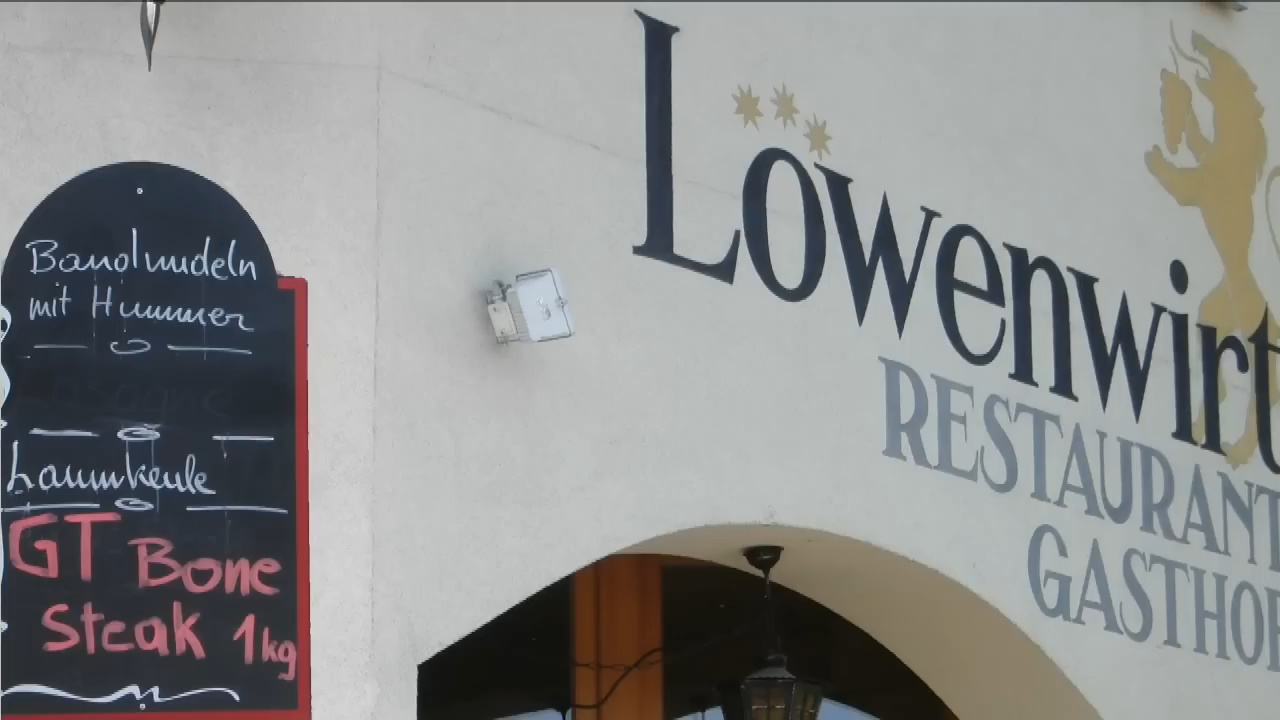 Bandnudeln
mit Hummer
Lammkeule
GT Bone
Steak 1kg
Löwenwirt
RESTAURANT
GASTHOF